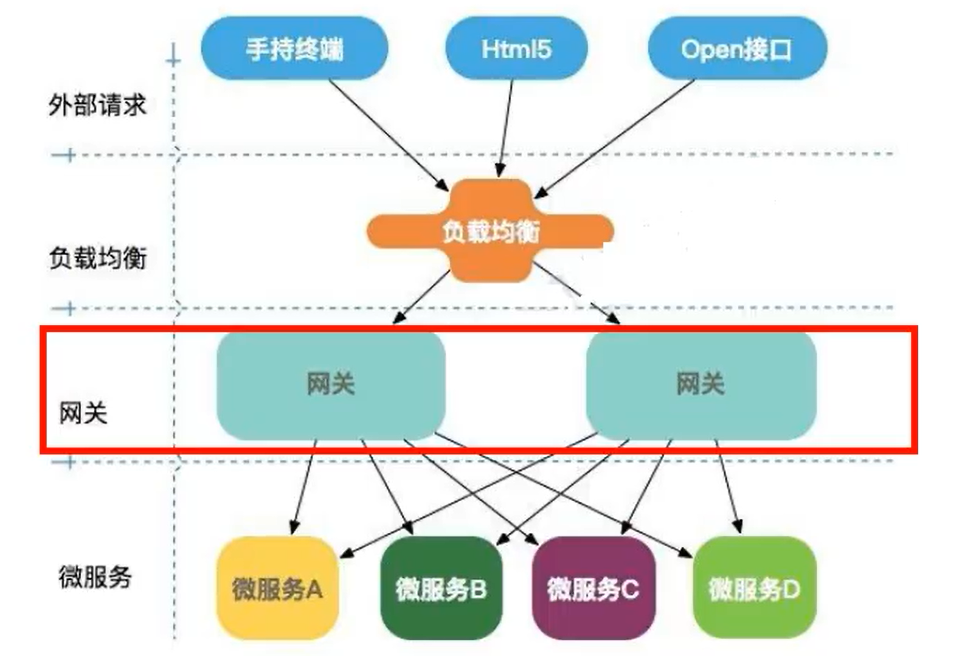 手持终端
Html5
Open接口
外部请求
负载均衡
负载均衡
网关
网关
网关
微服务
微服务A
微服务B
微服务C
微服务D